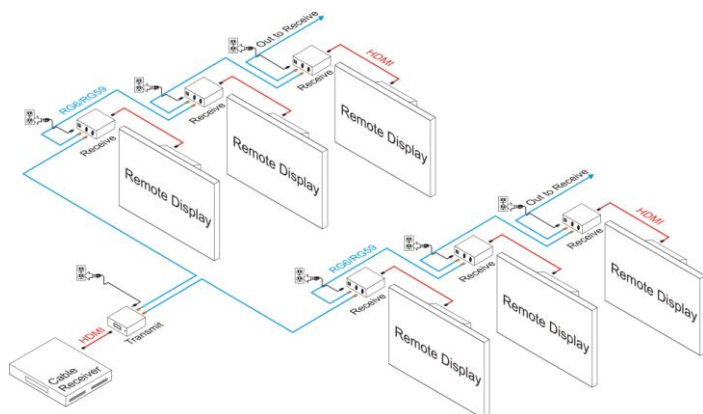 Out to Receive
HDMI
RG6/RG59
Receive
Remote Display
Receive
Remote Display
Receive
Remote Display
Out to Receive
HDMI
RG6/RG59
Receive
Remote Display
Receive
Remote Display
Receive
Remote Display
HDMI
Transmit
Cable
Receiver